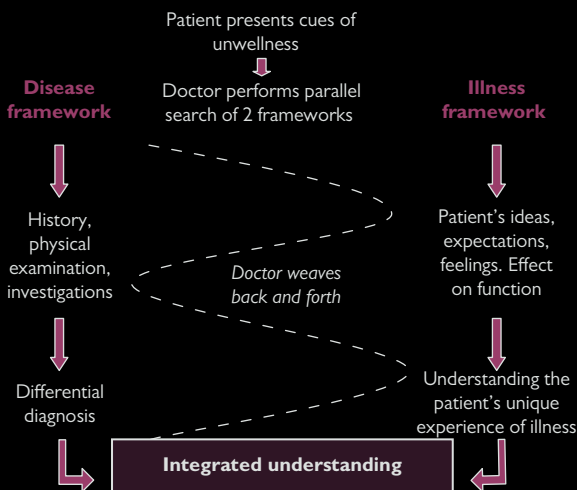 Patient presents cues of
unwellness
Disease
framework
Doctor performs parallel
search of 2 frameworks
Illness
framework
History,
physical
examination,
investigations
Doctor weaves
back and forth
Patient’s ideas,
expectations,
feelings. Effect
on function
Differential
diagnosis
Understanding the
patient’s unique
experience of illness
Integrated understanding